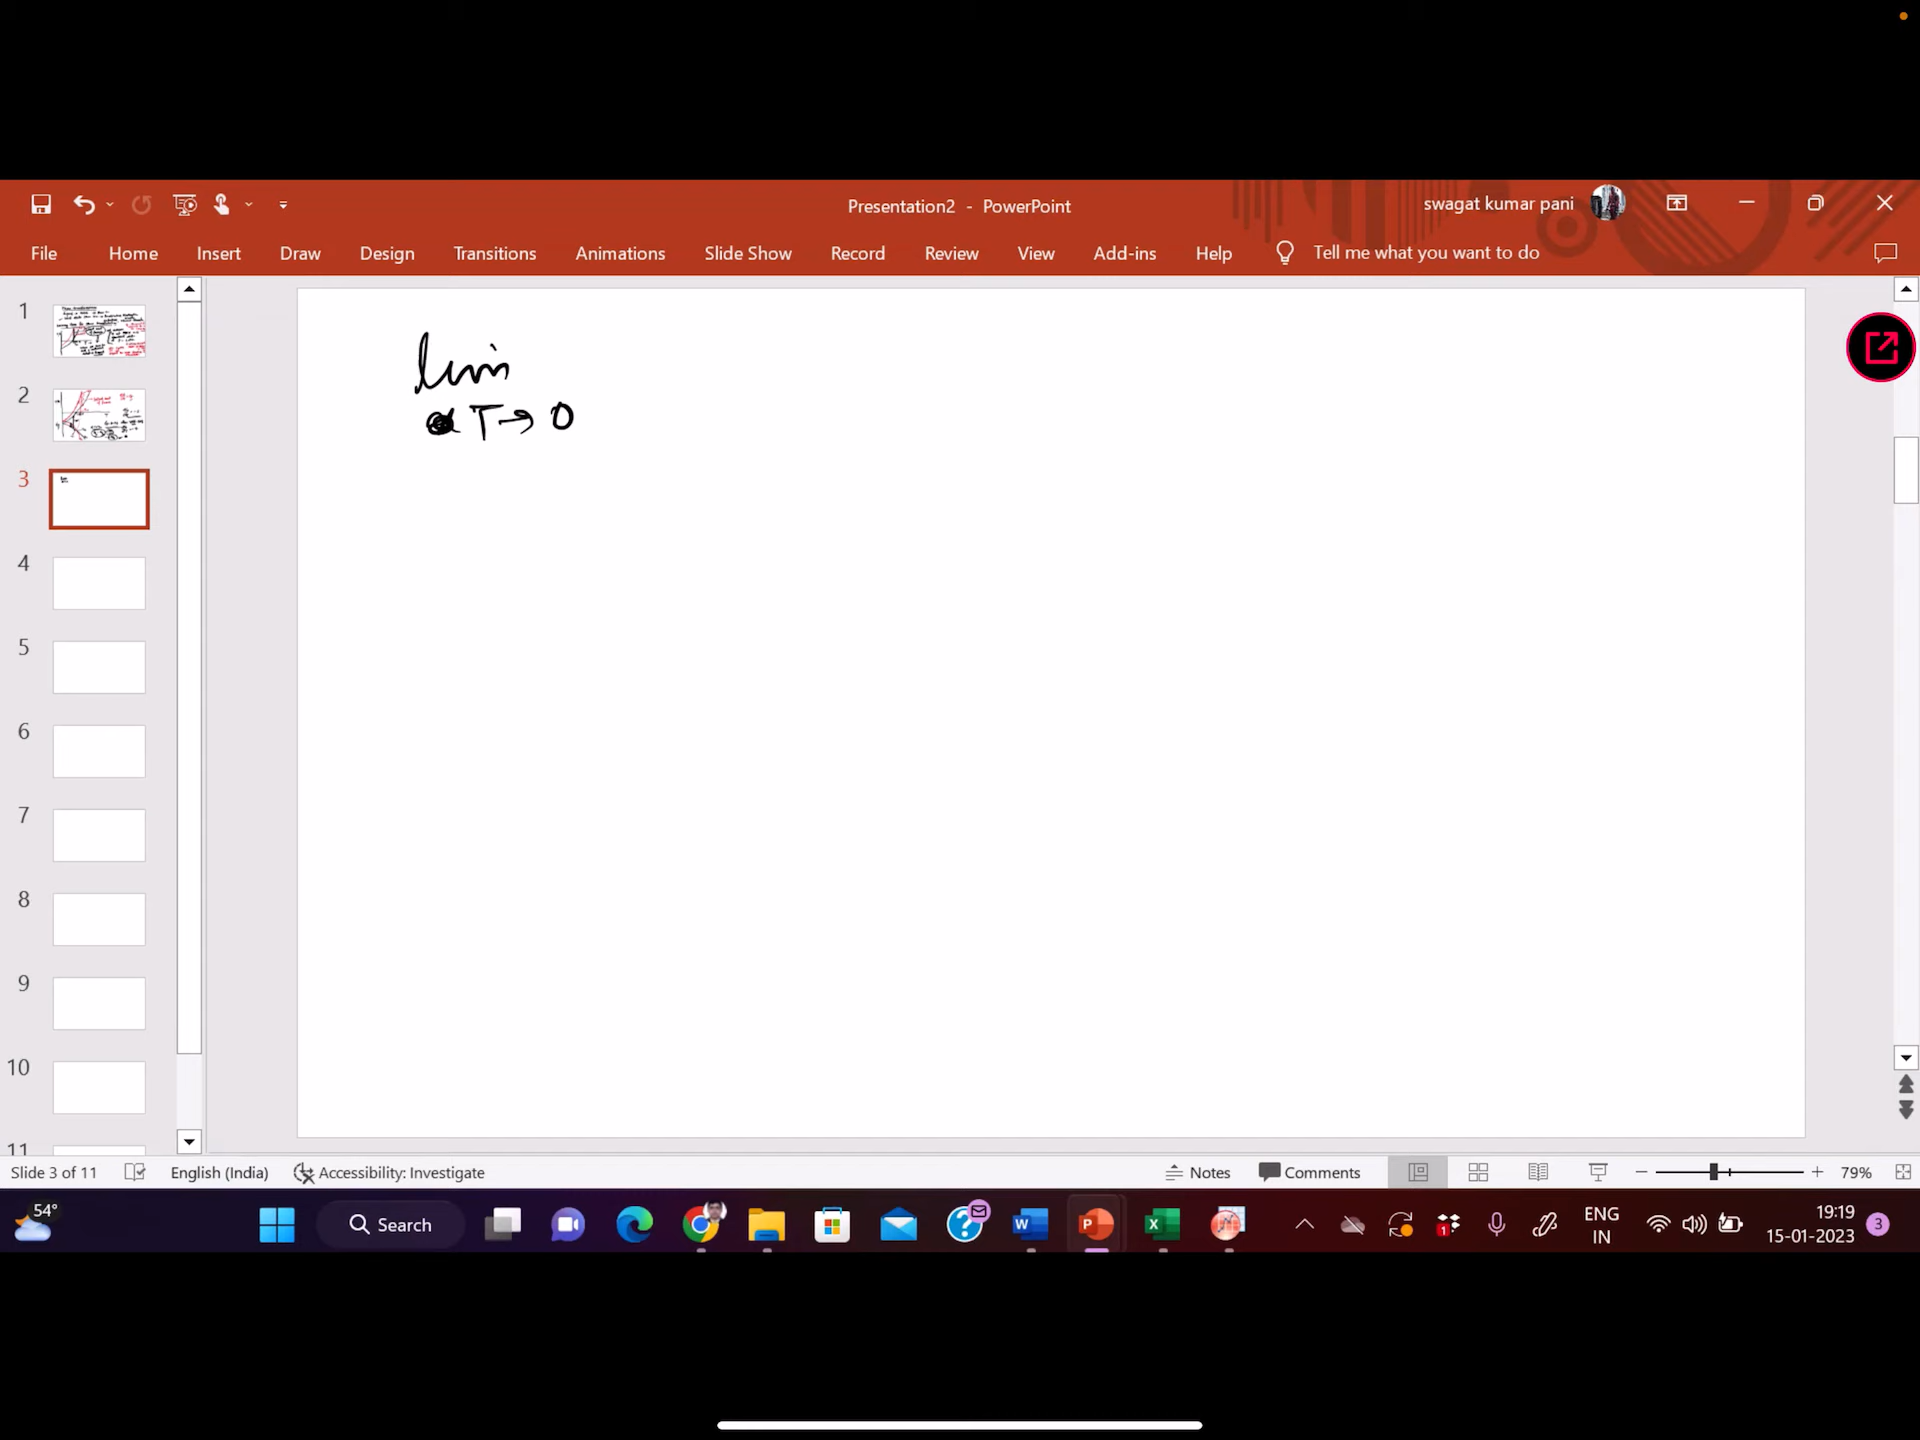 Presentation2 - PowerPoint
swagat kumar pani
File Home Insert Draw Design Transitions Animations Slide Show Record Review View Add-ins Help Tell me what you want to do
1
2
3
4
5
6
7
8
9
10
11
lim
T→0
Slide 3 of 11 English (India) Accessibility: Investigate Notes Comments 79%
54°
Search
ENG
IN
19:19
15-01-2023
3
1